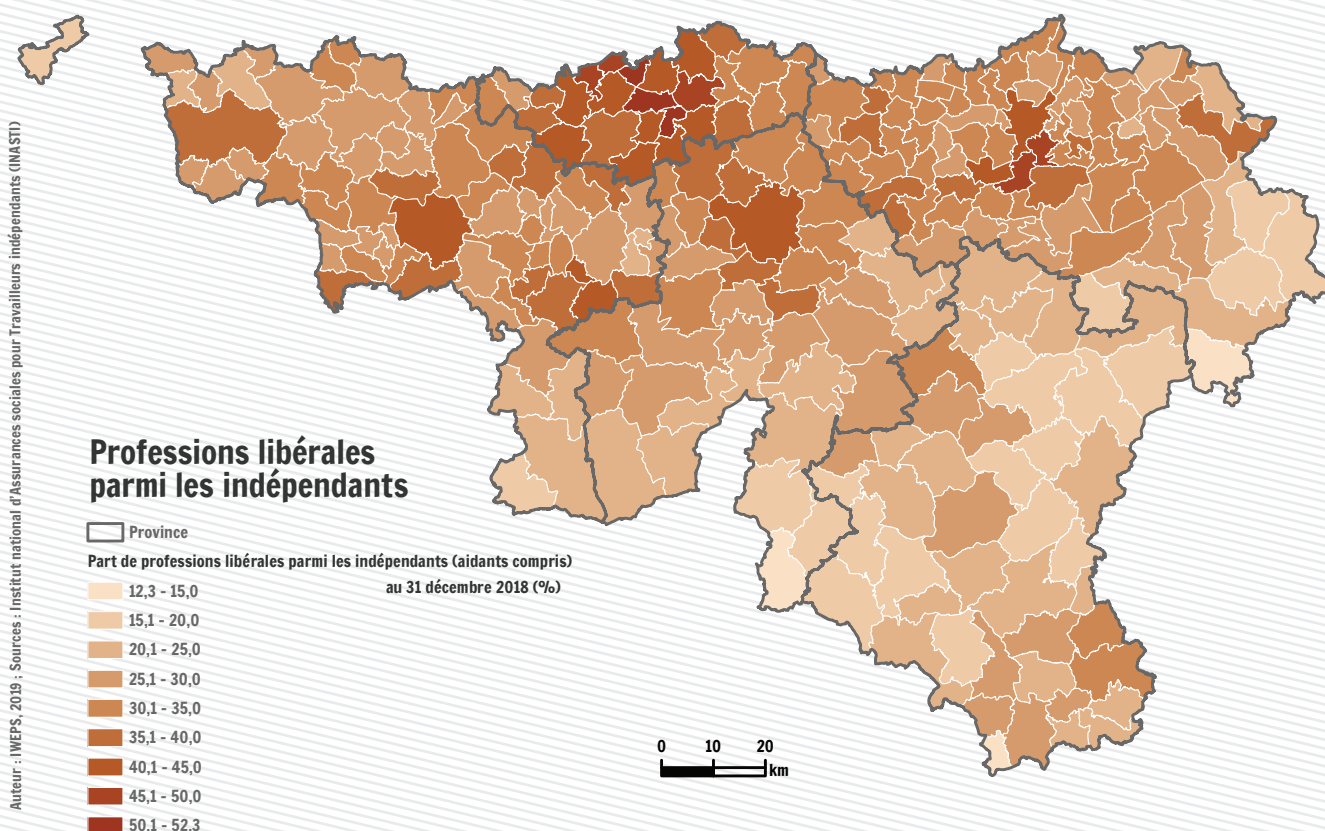 Professions libérales
parmi les indépendants
Province
Part de professions libérales parmi les indépendants (aidants compris)
au 31 décembre 2018 (%)
12,3 - 15,0
15,1 - 20,0
20,1 - 25,0
25,1 - 30,0
30,1 - 35,0
35,1 - 40,0
40,1 - 45,0
45,1 - 50,0
50,1 - 52,3
0 10 20
km
Auteur : IWEPS, 2019 ; Sources : Institut national d'Assurances sociales pour Travailleurs indépendants (INASTI)